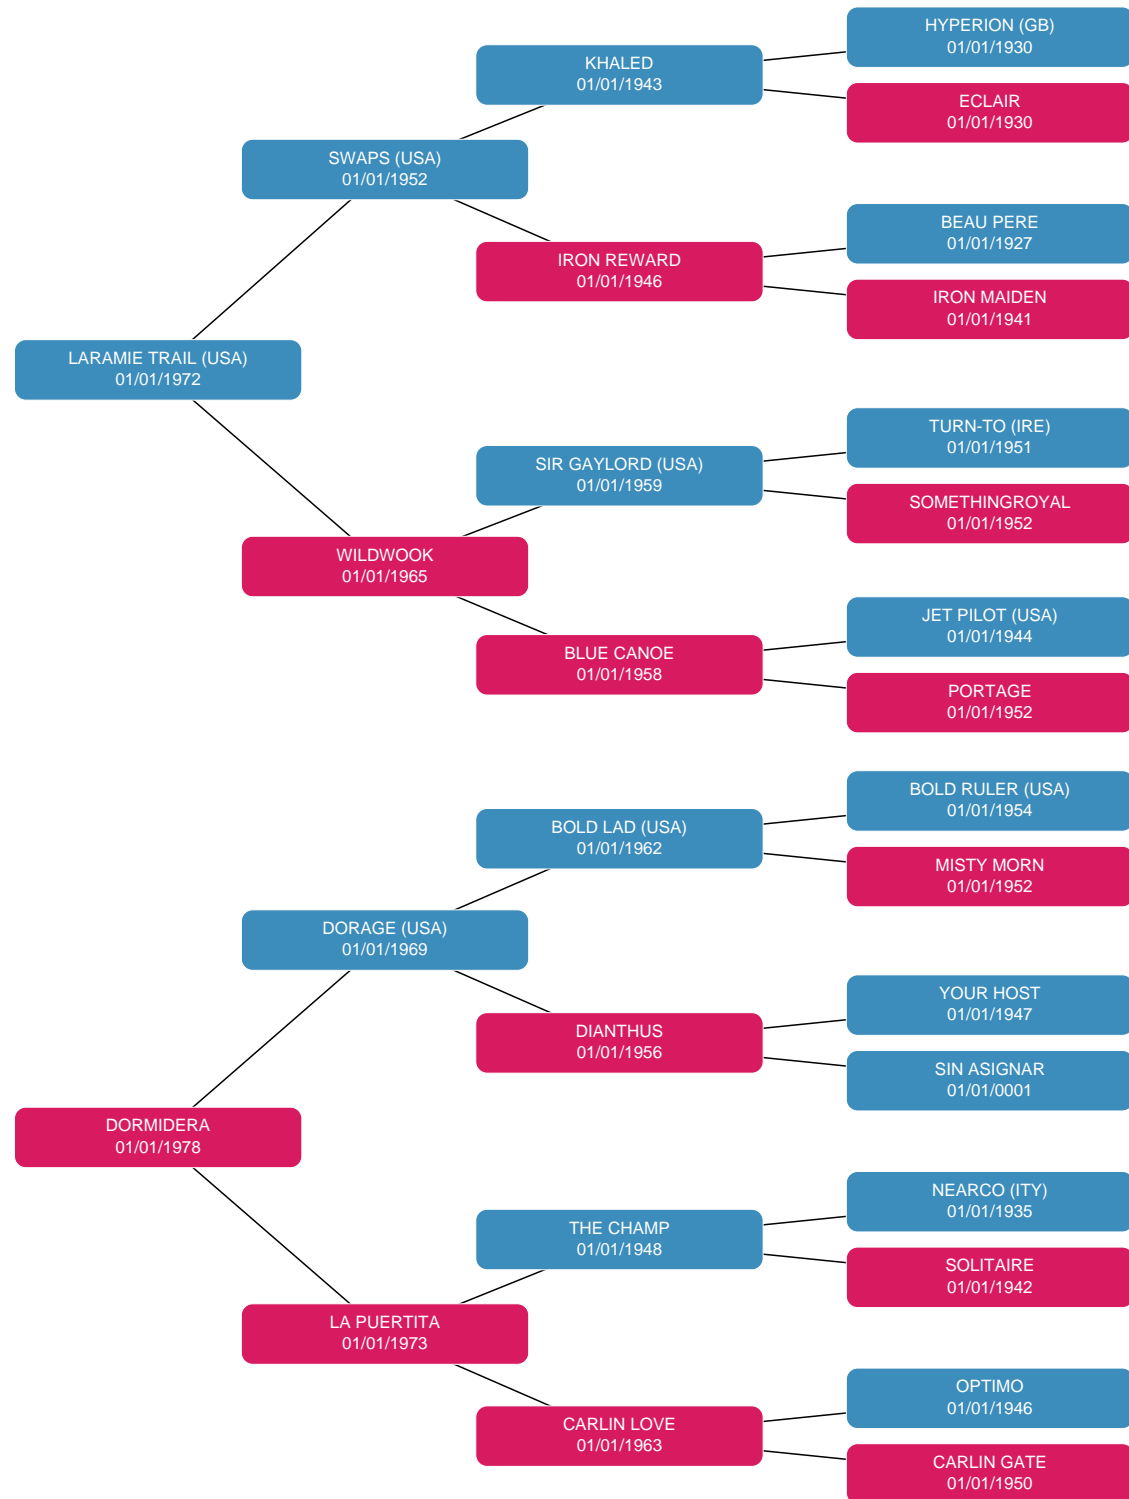 HYPERION (GB)
01/01/1930
KHALED
01/01/1943
ECLAIR
01/01/1930
SWAPS (USA)
01/01/1952
BEAU PERE
01/01/1927
IRON REWARD
01/01/1946
IRON MAIDEN
01/01/1941
LARAMIE TRAIL (USA)
01/01/1972
TURN-TO (IRE)
01/01/1951
SIR GAYLORD (USA)
01/01/1959
SOMETHINGROYAL
01/01/1952
WILDWOOK
01/01/1965
JET PILOT (USA)
01/01/1944
BLUE CANOE
01/01/1958
PORTAGE
01/01/1952
BOLD RULER (USA)
01/01/1954
BOLD LAD (USA)
01/01/1962
MISTY MORN
01/01/1952
DORAGE (USA)
01/01/1969
YOUR HOST
01/01/1947
DIANTHUS
01/01/1956
SIN ASIGNAR
01/01/0001
DORMIDERA
01/01/1978
NEARCO (ITY)
01/01/1935
THE CHAMP
01/01/1948
SOLITAIRE
01/01/1942
LA PUERTITA
01/01/1973
OPTIMO
01/01/1946
CARLIN LOVE
01/01/1963
CARLIN GATE
01/01/1950